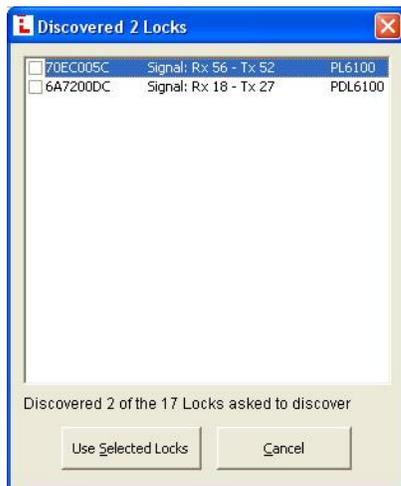 Discovered 2 Locks
70EC005C Signal: Rx 56 - Tx 52 PL6100
6A7200DC Signal: Rx 18 - Tx 27 PDL6100
Discovered 2 of the 17 Locks asked to discover
Use Selected Locks Cancel